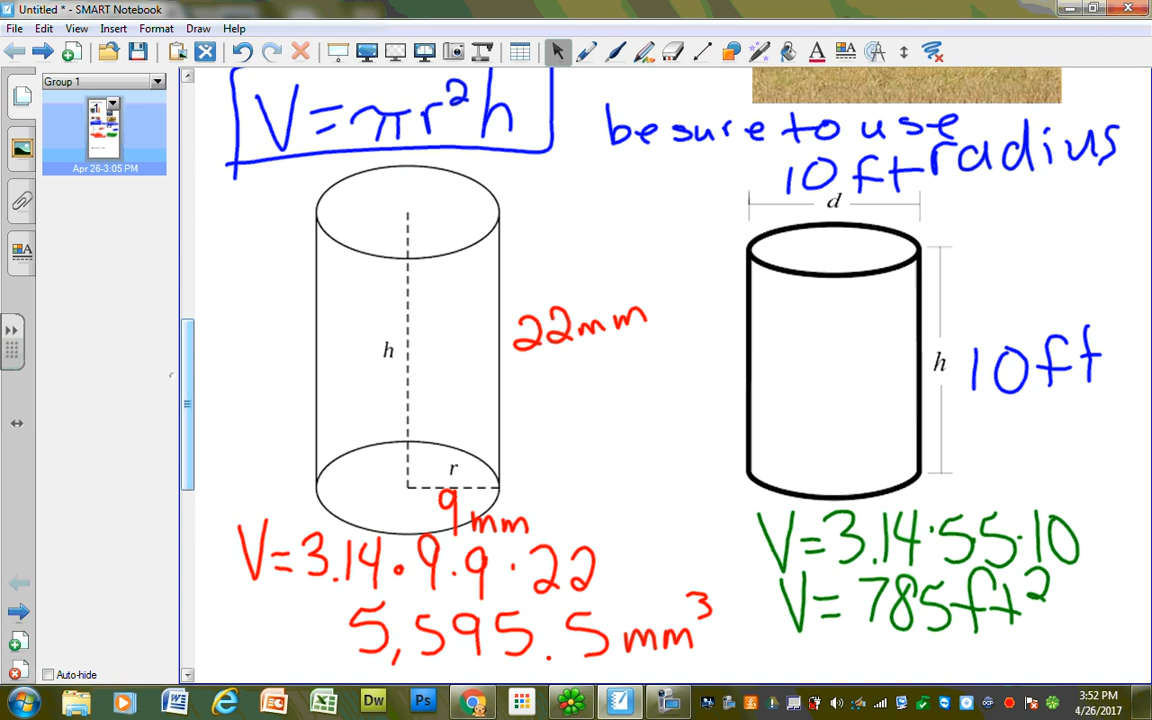 Untitled * - SMART Notebook
File Edit View Insert Format Draw Help
Group 1
Apr 26-3:05 PM
V=πr²h
be sure to use
radius
10ft
d
h
22mm
h
10ft
r
9mm
V=3.14·9·9·22
5,595.5mm³
V=3.14·5·5·10
V=785ft²
Auto-hide
Dw
Ps
3:52 PM
4/26/2017